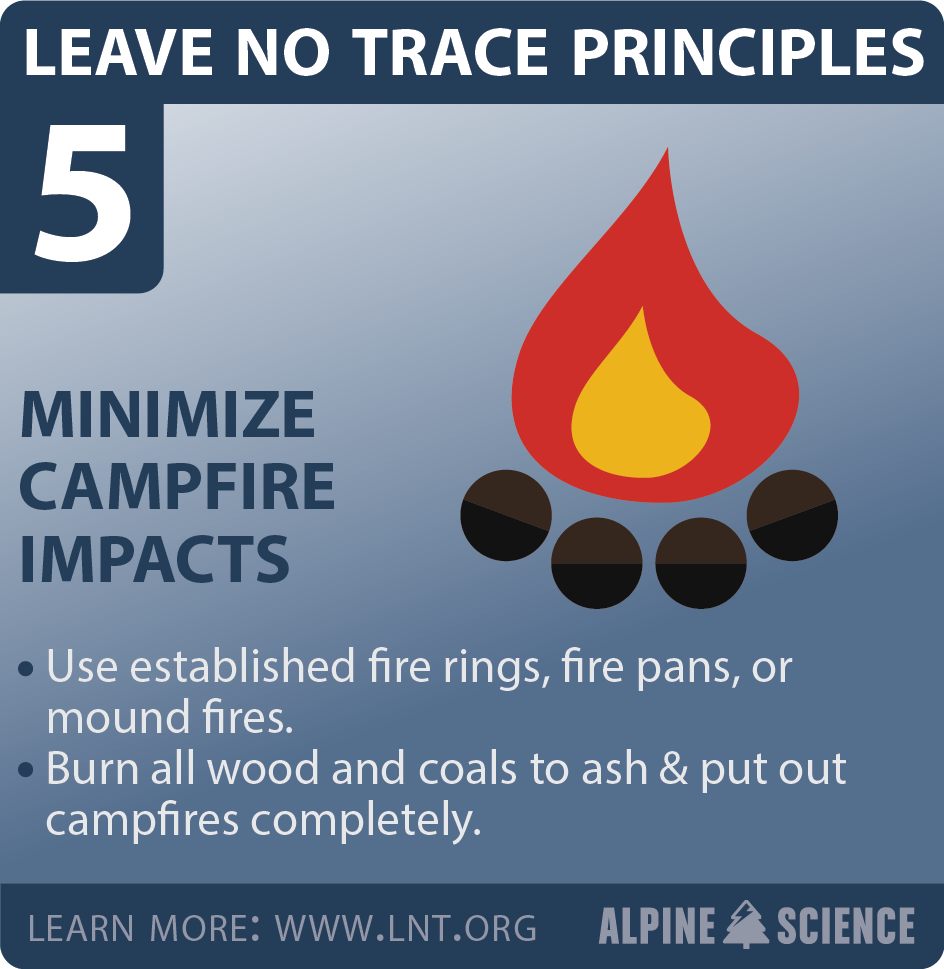 LEAVE NO TRACE PRINCIPLES
5
MINIMIZE
CAMPFIRE
IMPACTS
• Use established fire rings, fire pans, or
mound fires.
• Burn all wood and coals to ash & put out
campfires completely.
LEARN MORE: WWW.LNT.ORG
ALPINE SCIENCE